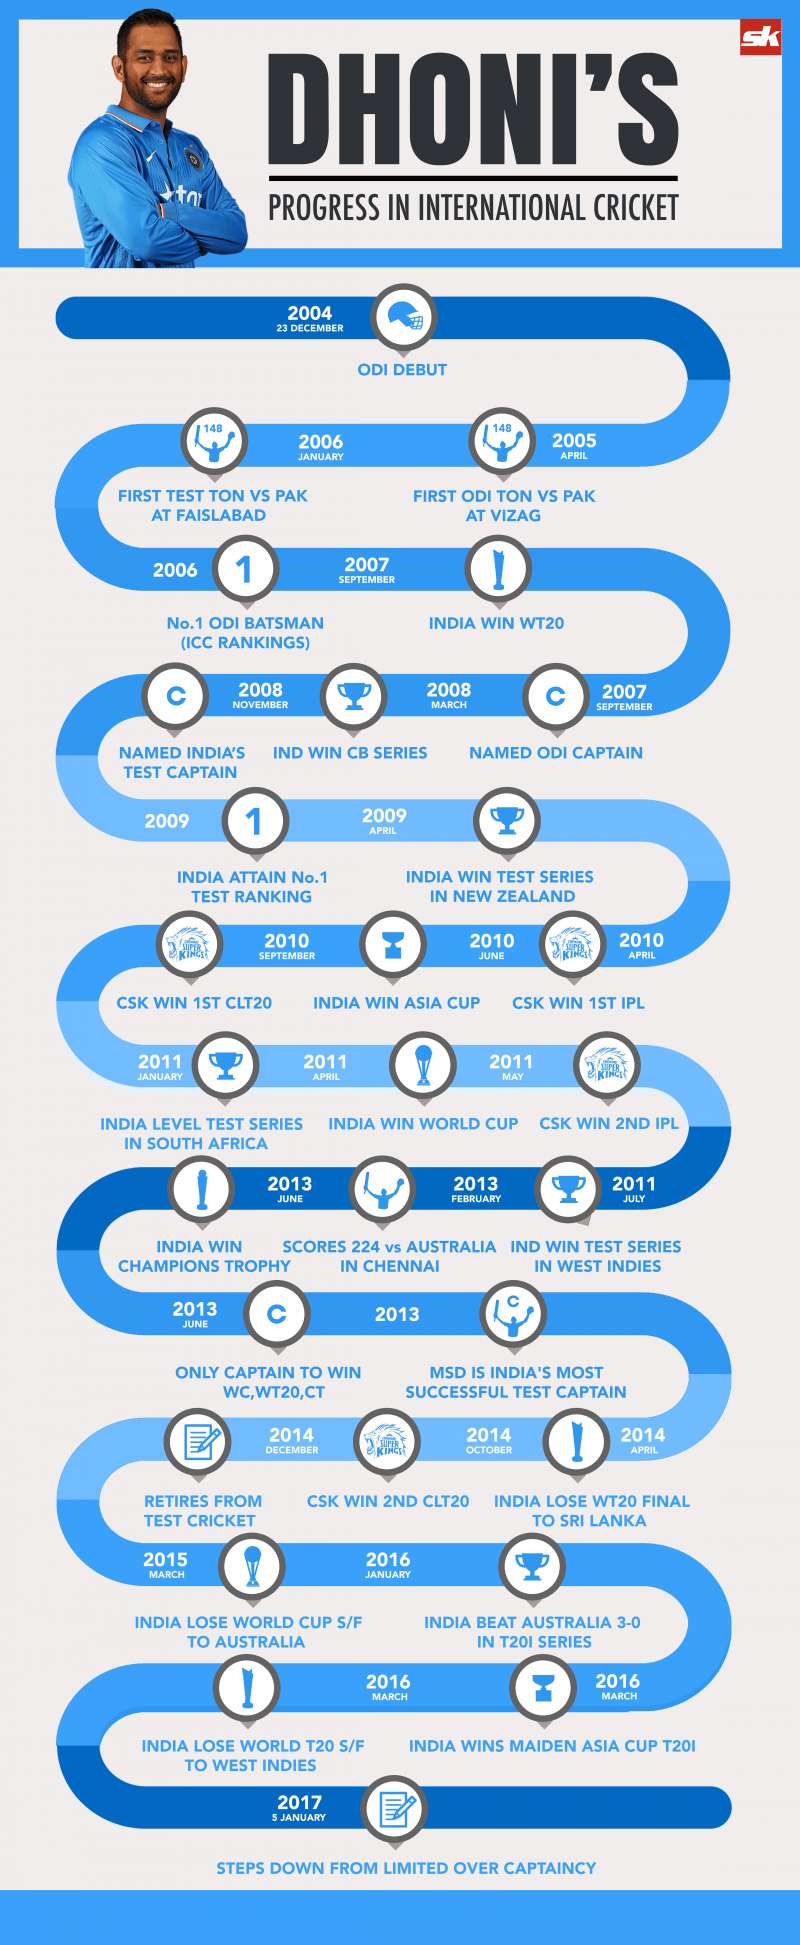 sk
DHONI'S
PROGRESS IN INTERNATIONAL CRICKET
2004
23 DECEMBER
ODI DEBUT
148
2006
JANUARY
148
2005
APRIL
FIRST TEST TON VS PAK
AT FAISLABAD
FIRST ODI TON VS PAK
AT VIZAG
2006
1
2007
SEPTEMBER
No.1 ODI BATSMAN
(ICC RANKINGS)
INDIA WIN WT20
C
2008
NOVEMBER
2008
MARCH
C
2007
SEPTEMBER
NAMED INDIA'S
TEST CAPTAIN
IND WIN CB SERIES
NAMED ODI CAPTAIN
2009
1
2009
APRIL
INDIA ATTAIN No.1
TEST RANKING
INDIA WIN TEST SERIES
IN NEW ZEALAND
SUPER
KINGS
2010
SEPTEMBER
2010
JUNE
SUPER
KINGS
2010
APRIL
CSK WIN 1ST CLT20
INDIA WIN ASIA CUP
CSK WIN 1ST IPL
2011
JANUARY
2011
APRIL
2011
MAY
SUPER
KINGS
INDIA LEVEL TEST SERIES
IN SOUTH AFRICA
INDIA WIN WORLD CUP
CSK WIN 2ND IPL
2013
JUNE
2013
FEBRUARY
2011
JULY
INDIA WIN
CHAMPIONS TROPHY
SCORES 224 vs AUSTRALIA
IN CHENNAI
IND WIN TEST SERIES
IN WEST INDIES
2013
JUNE
C
2013
C
ONLY CAPTAIN TO WIN
WC,WT20,CT
MSD IS INDIA'S MOST
SUCCESSFUL TEST CAPTAIN
2014
DECEMBER
SUPER
KINGS
2014
OCTOBER
2014
APRIL
RETIRES FROM
TEST CRICKET
CSK WIN 2ND CLT20
INDIA LOSE WT20 FINAL
TO SRI LANKA
2015
MARCH
2016
JANUARY
INDIA LOSE WORLD CUP S/F
TO AUSTRALIA
INDIA BEAT AUSTRALIA 3-0
IN T20I SERIES
2016
MARCH
2016
MARCH
INDIA LOSE WORLD T20 S/F
TO WEST INDIES
INDIA WINS MAIDEN ASIA CUP T20I
2017
5 JANUARY
STEPS DOWN FROM LIMITED OVER CAPTAINCY